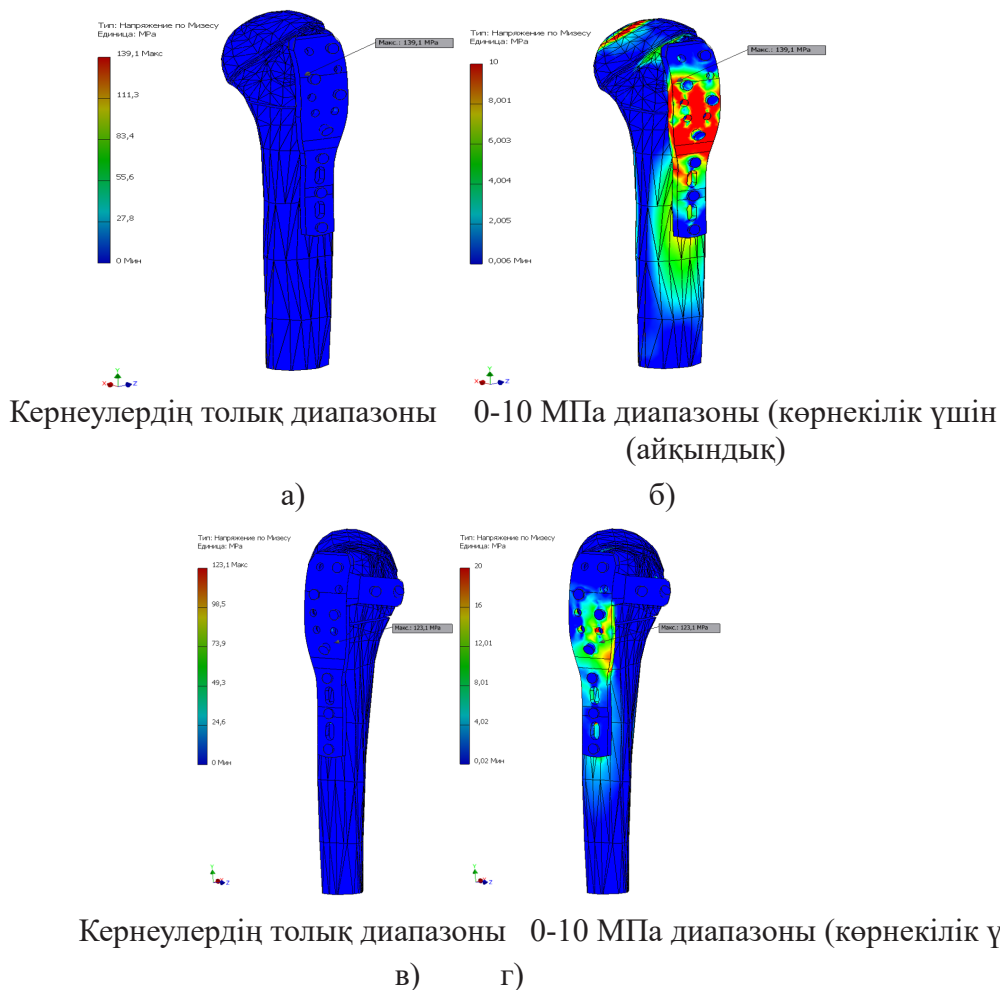 Тип: Напряжение по Мизесу
Единица: MPa
139,1 Макс
111,3
83,4
55,6
27,8
0 Мин
Макс.: 139,1 MPa
Y
X
Z
Тип: Напряжение по Мизесу
Единица: MPa
10
8,001
6,003
4,004
2,005
0,006 Мин
Макс.: 139,1 MPa
Y
X
Z
Кернеулердің толық диапазоны
0-10 МПа диапазоны (көрнекілік үшін
(айқындық)
а)
б)
Тип: Напряжение по Мизесу
Единица: MPa
123,1 Макс
98,5
73,9
49,3
24,6
0 Мин
Макс.: 123,1 MPa
Y
Z
Тип: Напряжение по Мизесу
Единица: MPa
20
16
12,01
8,01
4,02
0,02 Мин
Макс.: 123,1 MPa
Y
Z
Кернеулердің толық диапазоны
0-10 МПа диапазоны (көрнекілік
в)
г)